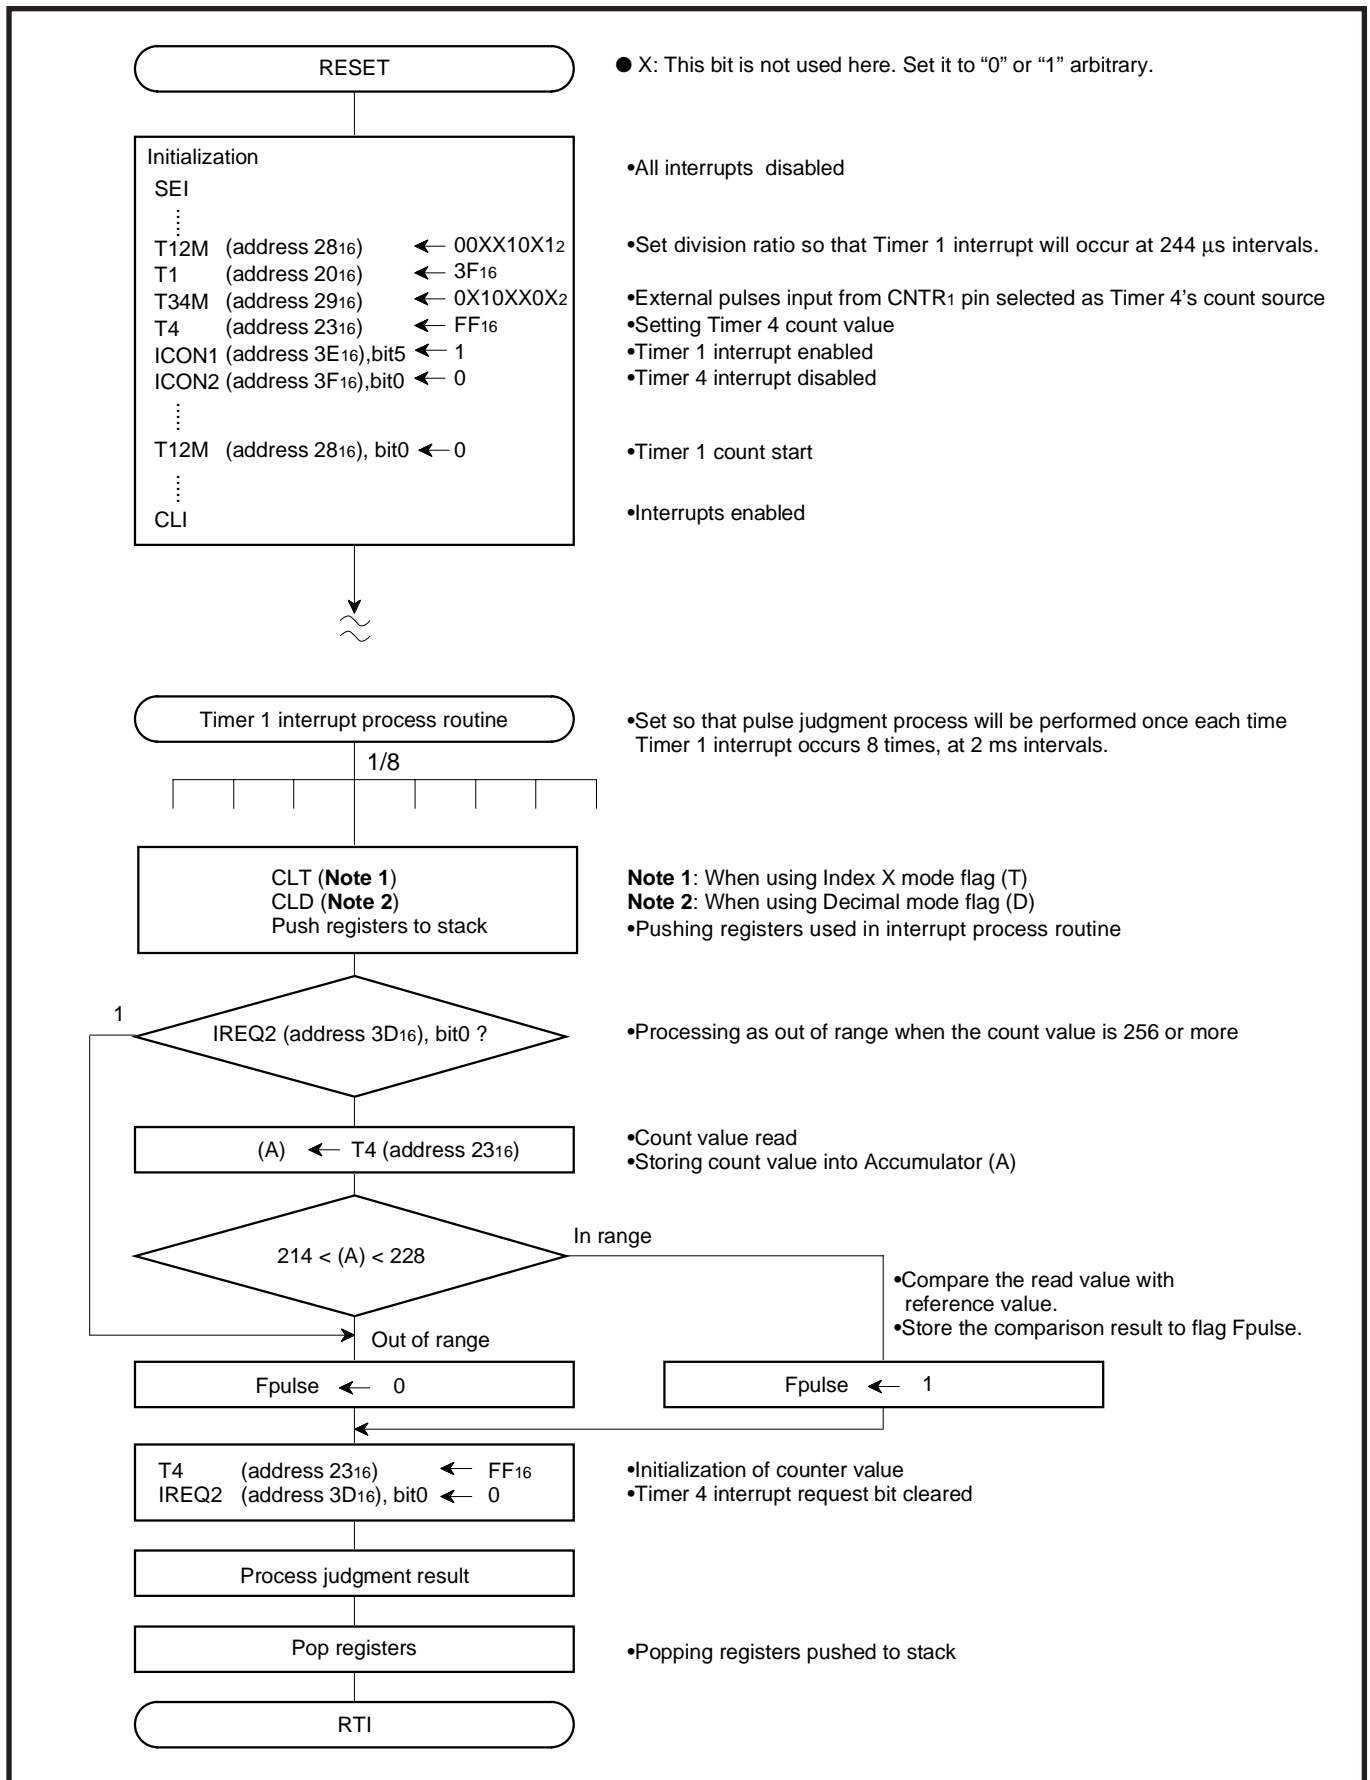 RESET
● X: This bit is not used here. Set it to “0” or “1” arbitrary.
Initialization
SEI
•All interrupts disabled
T12M (address 2816) ← 00XX10X12
•Set division ratio so that Timer 1 interrupt will occur at 244 μs intervals.
T1 (address 2016) ← 3F16
T34M (address 2916) ← 0X10XX0X2
•External pulses input from CNTR1 pin selected as Timer 4’s count source
T4 (address 2316) ← FF16
•Setting Timer 4 count value
ICON1 (address 3E16),bit5 ← 1
•Timer 1 interrupt enabled
ICON2 (address 3F16),bit0 ← 0
•Timer 4 interrupt disabled
T12M (address 2816), bit0 ← 0
•Timer 1 count start
CLI
•Interrupts enabled
Timer 1 interrupt process routine
•Set so that pulse judgment process will be performed once each time
Timer 1 interrupt occurs 8 times, at 2 ms intervals.
1/8
CLT (Note 1)
Note 1: When using Index X mode flag (T)
CLD (Note 2)
Note 2: When using Decimal mode flag (D)
Push registers to stack
•Pushing registers used in interrupt process routine
1
IREQ2 (address 3D16), bit0 ?
•Processing as out of range when the count value is 256 or more
(A) ← T4 (address 2316)
•Count value read
•Storing count value into Accumulator (A)
In range
214 < (A) < 228
•Compare the read value with
reference value.
•Store the comparison result to flag Fpulse.
Out of range
Fpulse ← 0
Fpulse ← 1
T4 (address 2316) ← FF16
•Initialization of counter value
IREQ2 (address 3D16), bit0 ← 0
•Timer 4 interrupt request bit cleared
Process judgment result
Pop registers
•Popping registers pushed to stack
RTI